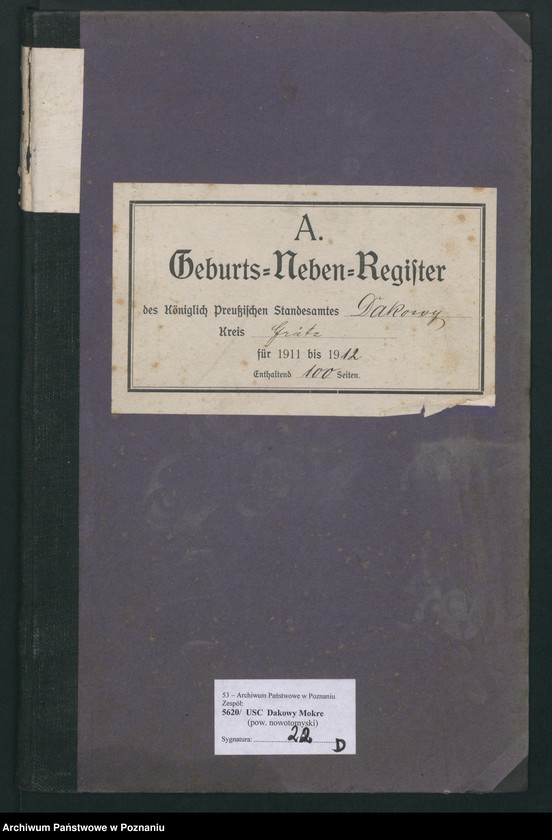 A.
Geburts=Neben=Register
des Königlich Preußischen Standesamtes Dakowy
Kreis Grätz
für 1911 bis 1912
Enthaltend 100 Seiten.
53 – Archiwum Państwowe w Poznaniu
Zespół:
5620/ USC Dakowy Mokre
(pow. nowotomyski)
Sygnatura: 22
D
Archiwum Państwowe w Poznaniu